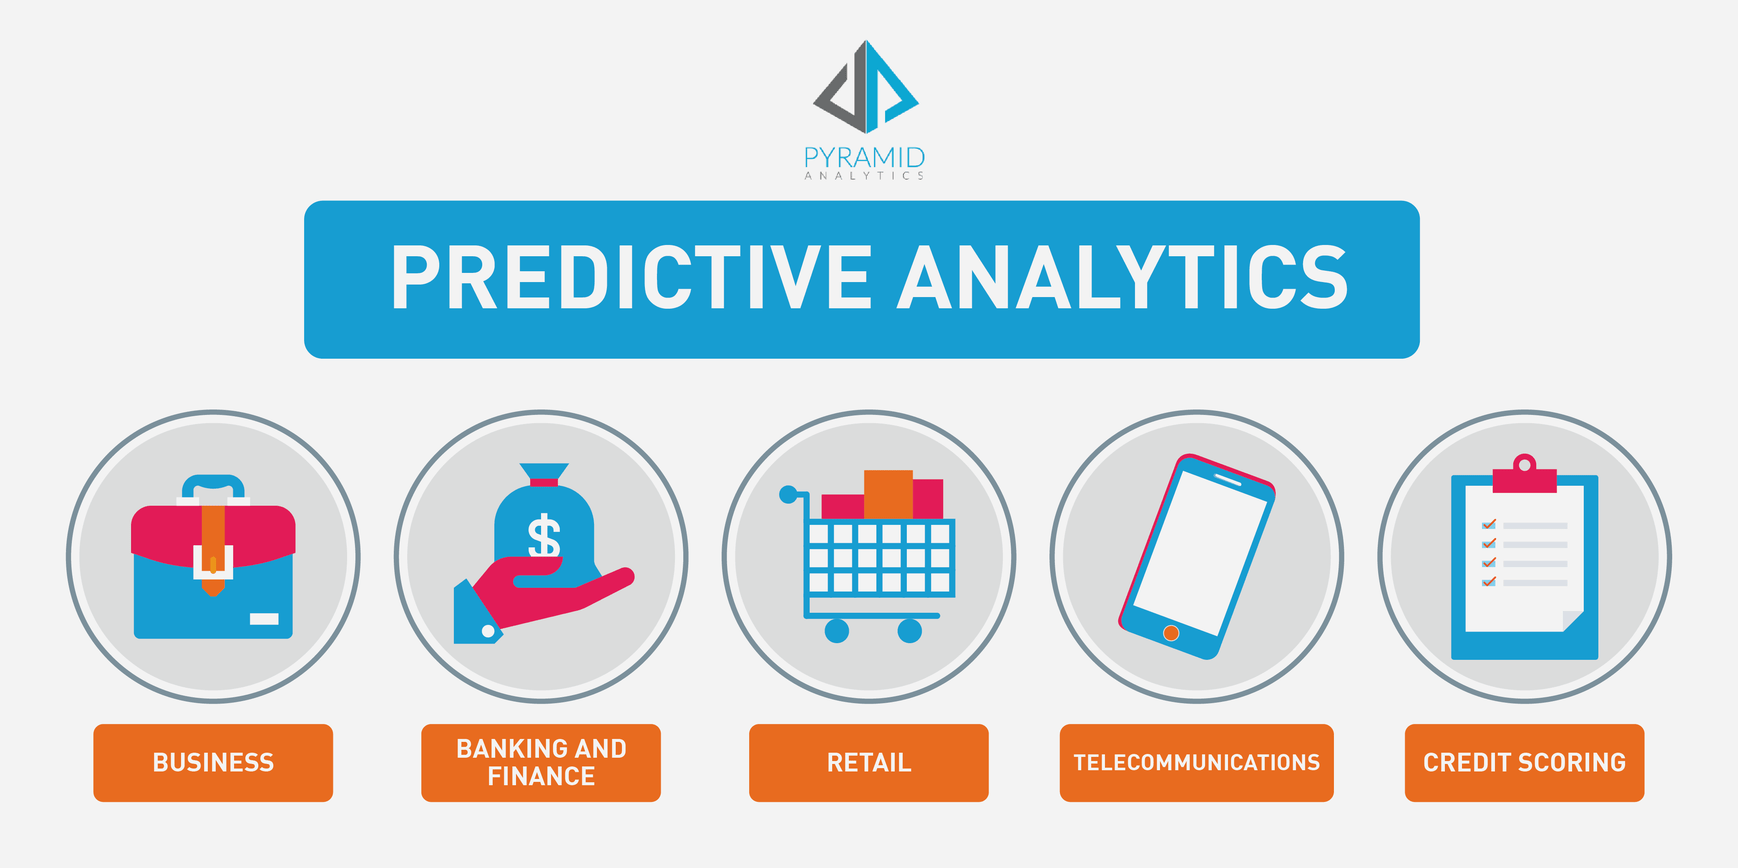 PYRAMID
ANALYTICS
PREDICTIVE ANALYTICS
$
BUSINESS
BANKING AND
FINANCE
RETAIL
TELECOMMUNICATIONS
CREDIT SCORING